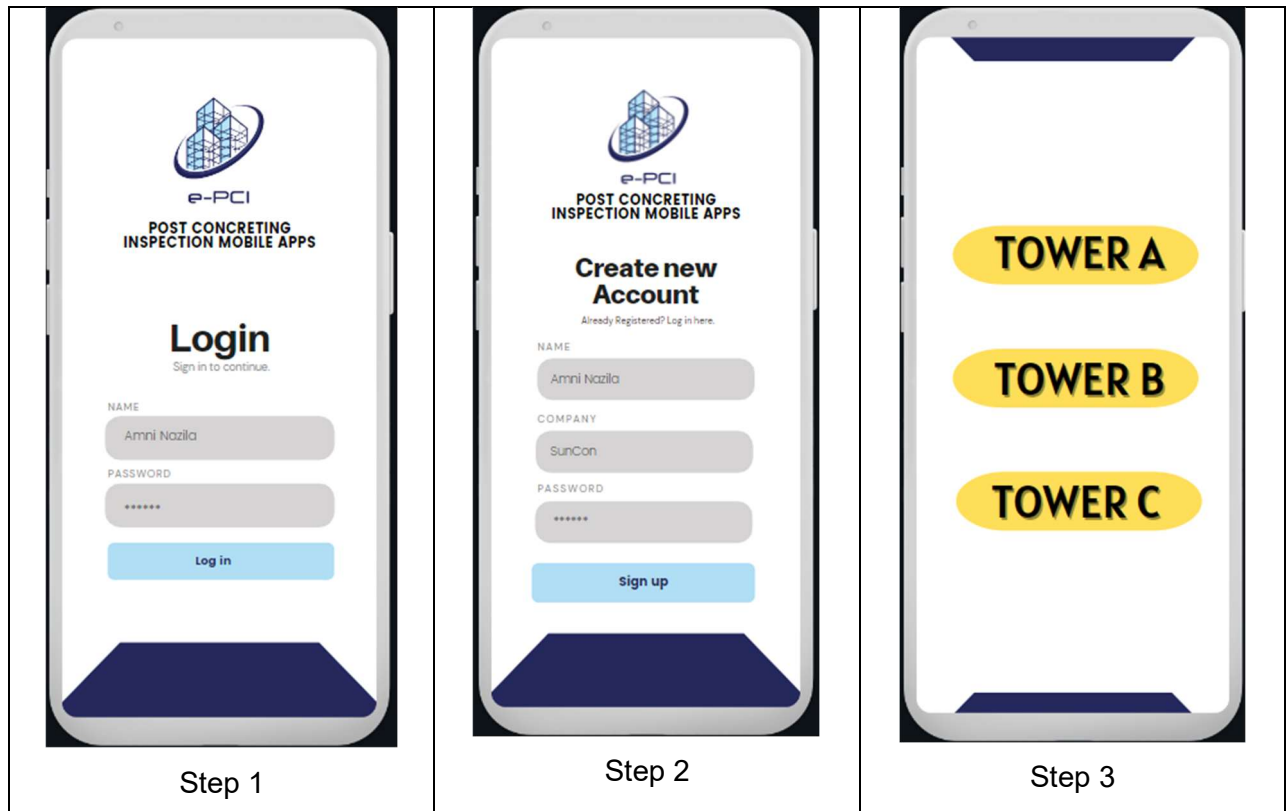 e-PCI
POST CONCRETING
INSPECTION MOBILE APPS
Login
Sign in to continue.
NAME
Amni Nazila
PASSWORD
******
Log in
Step 1
e-PCI
POST CONCRETING
INSPECTION MOBILE APPS
Create new
Account
Already Registered? Log in here.
NAME
Amni Nazila
COMPANY
SunCon
PASSWORD
******
Sign up
Step 2
TOWER A
TOWER B
TOWER C
Step 3